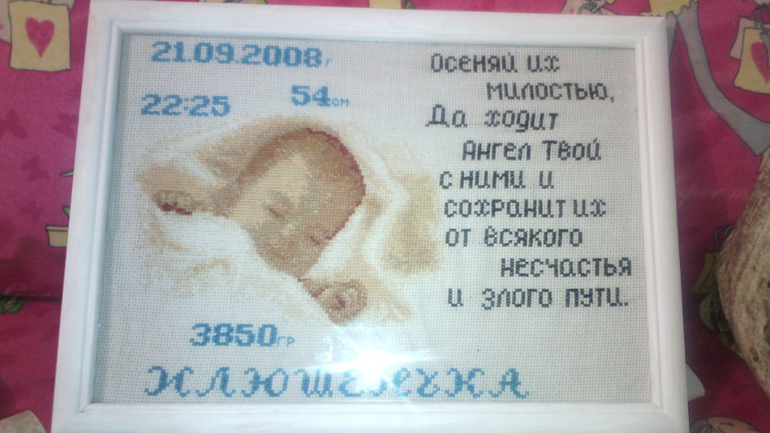 21.09.2008г
22:25
54см
Осеняй их
милостью,
Да ходит
Ангел Твой
с ними и
сохранит их
от всякого
несчастья
и злого пути.
3850гр